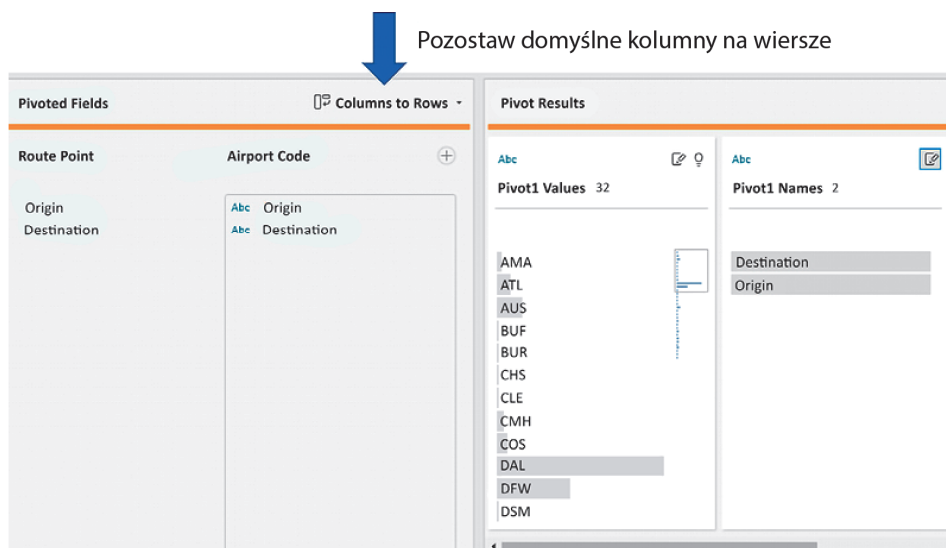 Pozostaw domyślne kolumny na wiersze
Pivoted Fields
Columns to Rows
Route Point
Airport Code
Origin
Destination
Abc Origin
Abc Destination
Pivot Results
Abc
Pivot1 Values 32
AMA
ATL
AUS
BUF
BUR
CHS
CLE
CMH
COS
DAL
DFW
DSM
Abc
Pivot1 Names 2
Destination
Origin